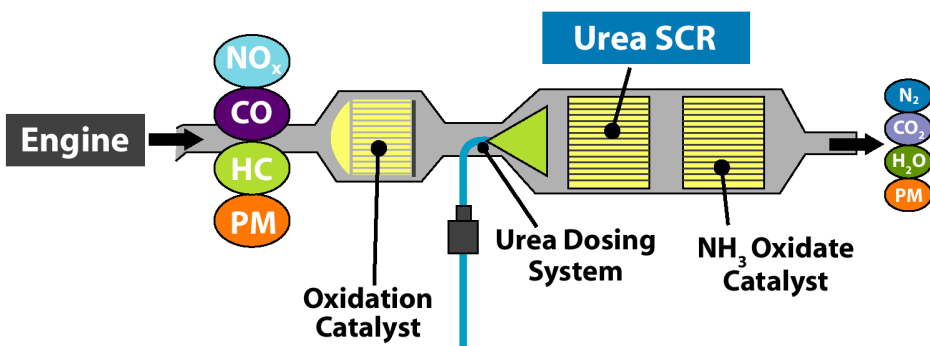 Urea SCR
Engine
NOₓ
CO
HC
PM
N₂
CO₂
H₂O
PM
Oxidation
Catalyst
Urea Dosing
System
NH₃ Oxidate
Catalyst